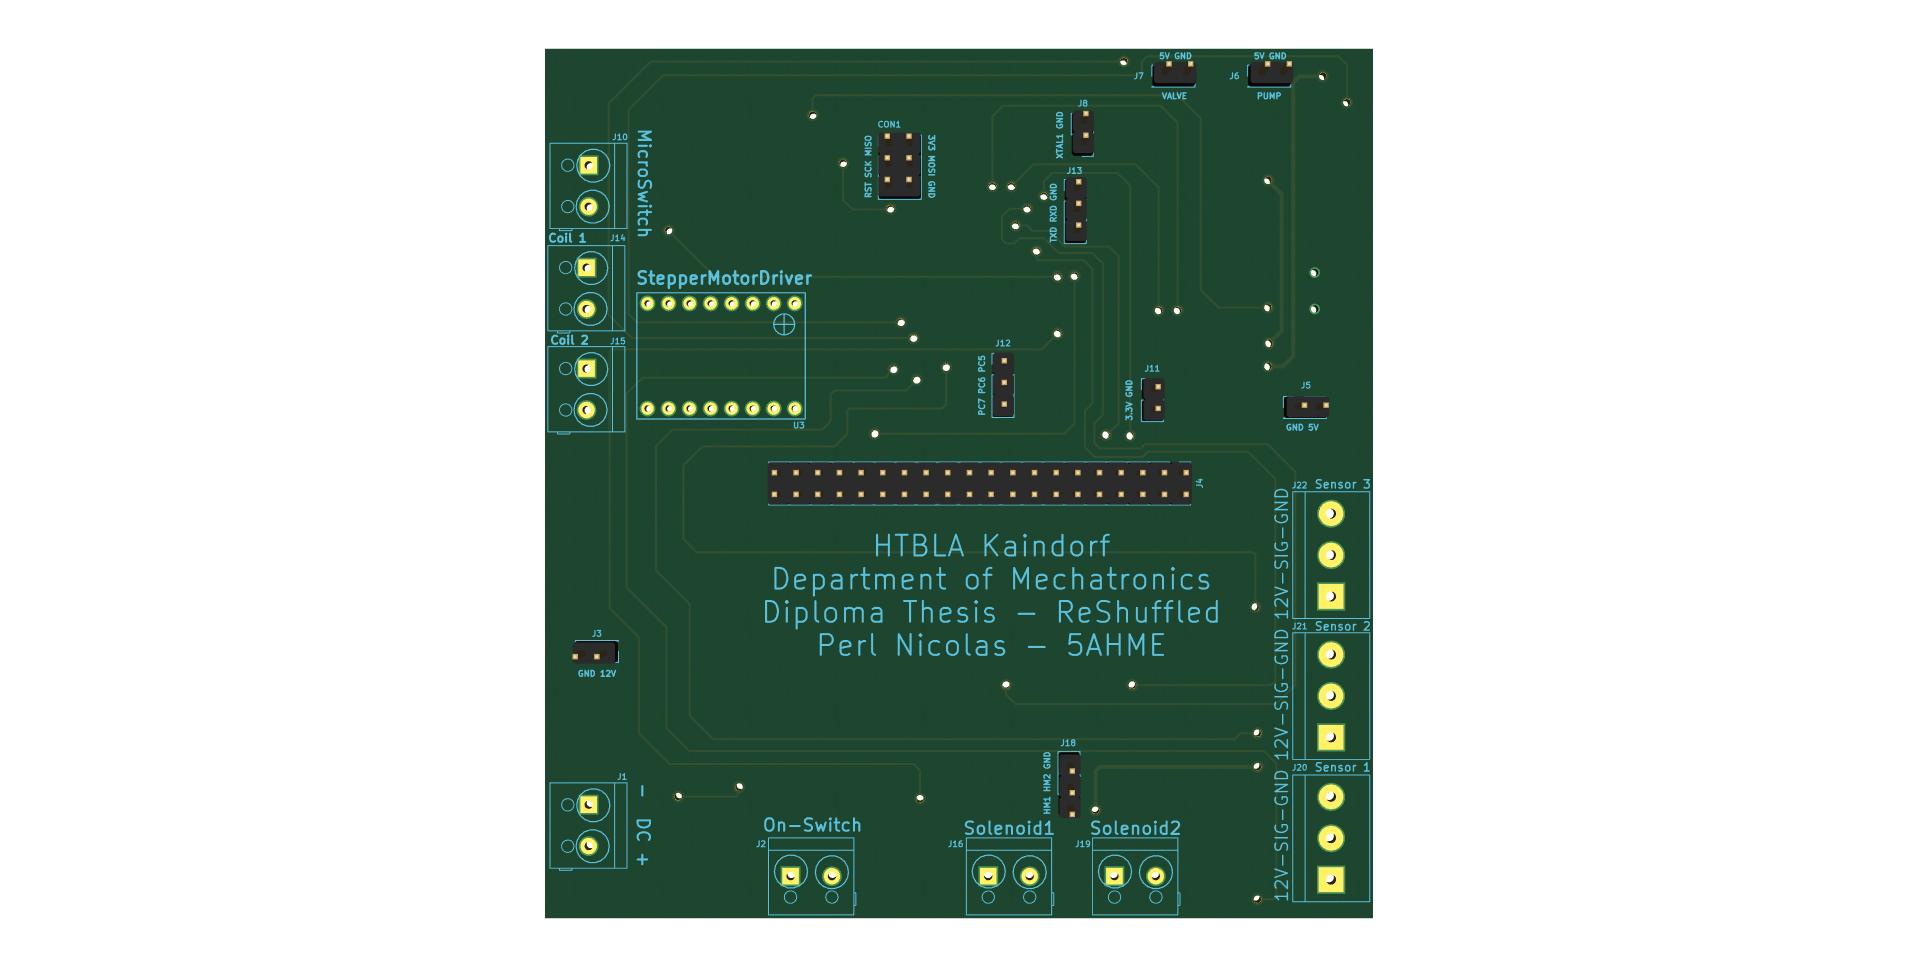 5V GND
J7
VALVE
5V GND
J6
PUMP
J8
XTAL1 GND
CON1
RST SCK MISO
3V3 MOSI GND
J10
MicroSwitch
J13
TXD RXD GND
Coil 1
J14
StepperMotorDriver
Coil 2
J15
U3
J12
PC7 PC6 PC5
J11
3.3V GND
J5
GND 5V
J4
J22 Sensor 3
12V-SIG-GND
HTBLA Kaindorf
Department of Mechatronics
Diploma Thesis - ReShuffled
Perl Nicolas - 5AHME
J3
GND 12V
J21 Sensor 2
12V-SIG-GND
J18
HM1 HM2 GND
J20 Sensor 1
12V-SIG-GND
J1
- DC +
On-Switch
J2
Solenoid1
J16
Solenoid2
J19